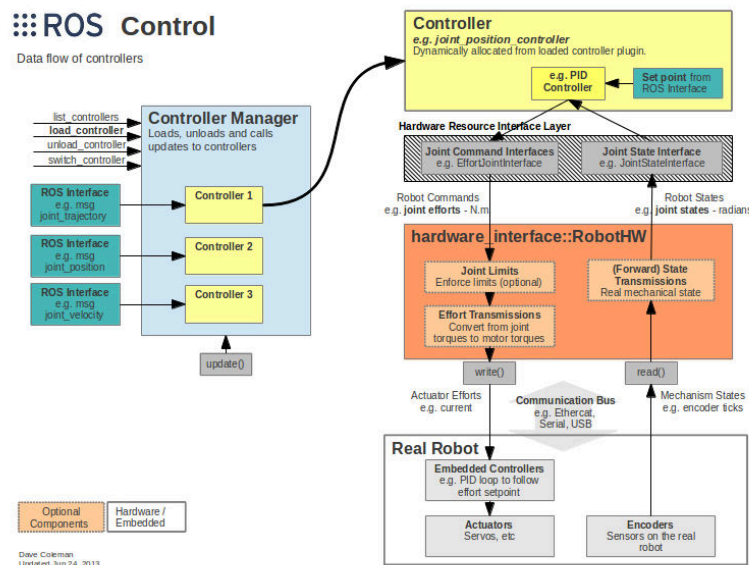 ROS Control
Data flow of controllers
list_controllers
load_controller
unload_controller
switch_controller
Controller Manager
Loads, unloads and calls
updates to controllers
ROS Interface
e.g. msg
joint_trajectory
Controller 1
ROS Interface
e.g. msg
joint_position
Controller 2
ROS Interface
e.g. msg
joint_velocity
Controller 3
update()
Controller
e.g. joint_position_controller
Dynamically allocated from loaded controller plugin.
e.g. PID
Controller
Set point from
ROS Interface
Hardware Resource Interface Layer
Joint Command Interfaces
e.g. EffortJointInterface
Joint State Interface
e.g. JointStateInterface
Robot Commands
e.g. joint efforts - N.m.
Robot States
e.g. joint states - radians
hardware_interface::RobotHW
Joint Limits
Enforce limits (optional)
Effort Transmissions
Convert from joint
torques to motor torques
(Forward) State
Transmissions
Real mechanical state
write()
read()
Actuator Efforts
e.g. current
Communication Bus
e.g. Ethercat,
Serial, USB
Mechanism States
e.g. encoder ticks
Real Robot
Embedded Controllers
e.g. PID loop to follow
effort setpoint
Actuators
Servos, etc
Encoders
Sensors on the real
robot
Optional
Components
Hardware /
Embedded
Dave Coleman
Updated Jun 24, 2013